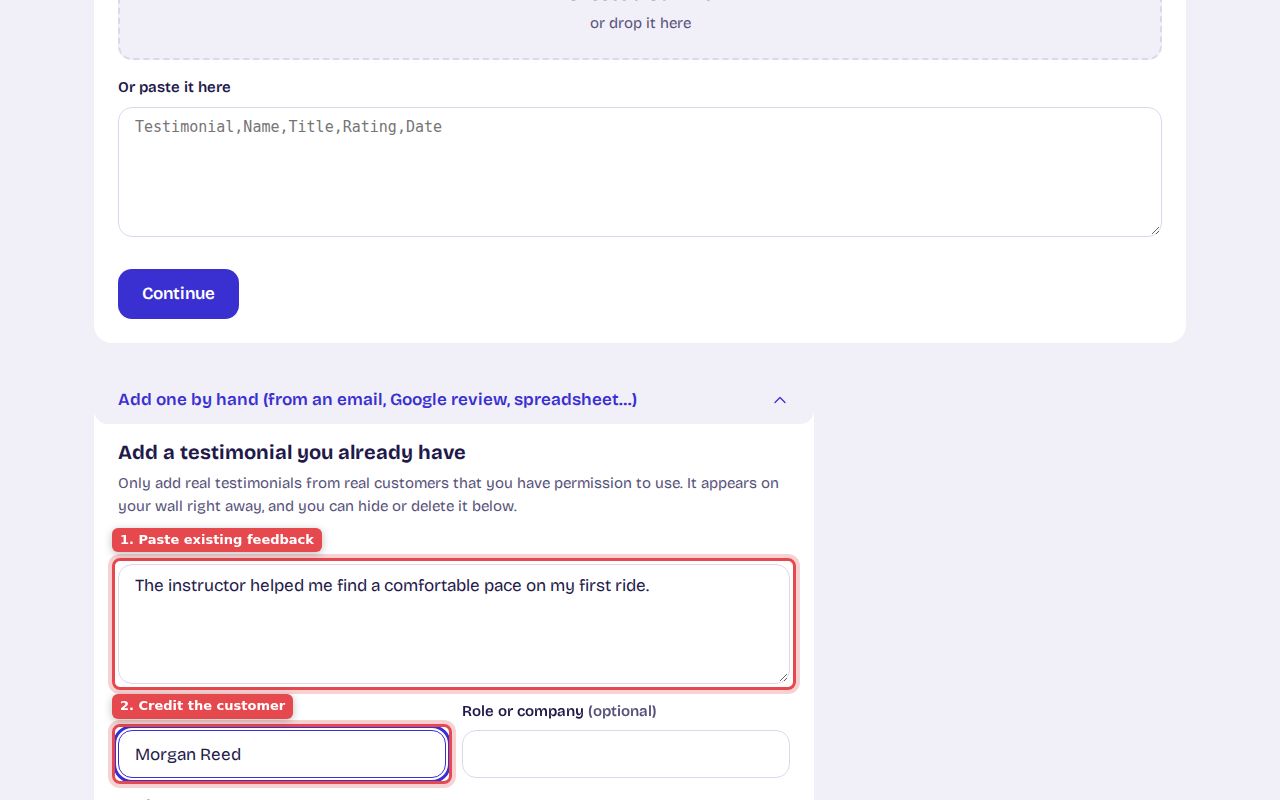 or drop it here
Or paste it here
Testimonial,Name,Title,Rating,Date
Continue
Add one by hand (from an email, Google review, spreadsheet...)
Add a testimonial you already have
Only add real testimonials from real customers that you have permission to use. It appears on
your wall right away, and you can hide or delete it below.
1. Paste existing feedback
The instructor helped me find a comfortable pace on my first ride.
2. Credit the customer
Role or company (optional)
Morgan Reed